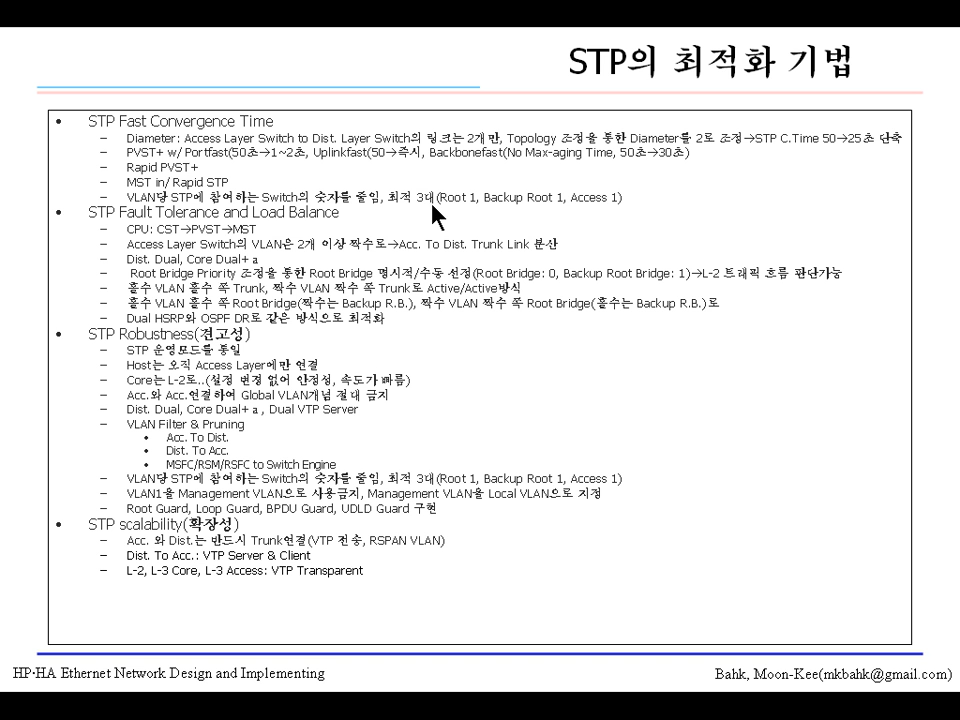 STP의 최적화 기법
• STP Fast Convergence Time
– Diameter: Access Layer Switch to Dist. Layer Switch의 링크는 2개만, Topology 조정을 통한 Diameter를 2로 조정→STP C.Time 50→25초 단축
– PVST+ w/ Portfast(50초→1~2초, Uplinkfast(50→즉시, Backbonefast(No Max-aging Time, 50초→30초)
– Rapid PVST+
– MST in/ Rapid STP
– VLAN당 STP에 참여하는 Switch의 숫자를 줄임, 최적 3대(Root 1, Backup Root 1, Access 1)
• STP Fault Tolerance and Load Balance
– CPU: CST→PVST→MST
– Access Layer Switch의 VLAN은 2개 이상 짝수로→Acc. To Dist. Trunk Link 분산
– Dist. Dual, Core Dual+ a
– Root Bridge Priority 조정을 통한 Root Bridge 명시적/수동 선정(Root Bridge: 0, Backup Root Bridge: 1)→L-2 트래픽 흐름 판단가능
– 홀수 VLAN 홀수 쪽 Trunk, 짝수 VLAN 짝수 쪽 Trunk로 Active/Active방식
– 홀수 VLAN 홀수 쪽 Root Bridge(짝수는 Backup R.B.), 짝수 VLAN 짝수 쪽 Root Bridge(홀수는 Backup R.B.)로
– Dual HSRP와 OSPF DR로 같은 방식으로 최적화
• STP Robustness(견고성)
– STP 운영모드를 통일
– Host는 오직 Access Layer에만 연결
– Core는 L-2로..(설정 변경 없어 안정성, 속도가 빠름)
– Acc.와 Acc.연결하여 Global VLAN개념 절대 금지
– Dist. Dual, Core Dual+ a , Dual VTP Server
– VLAN Filter & Pruning
• Acc. To Dist.
• Dist. To Acc.
• MSFC/RSM/RSFC to Switch Engine
– VLAN당 STP에 참여하는 Switch의 숫자를 줄임, 최적 3대(Root 1, Backup Root 1, Access 1)
– VLAN1을 Management VLAN으로 사용금지, Management VLAN을 Local VLAN으로 지정
– Root Guard, Loop Guard, BPDU Guard, UDLD Guard 구현
• STP scalability(확장성)
– Acc. 와 Dist.는 반드시 Trunk연결(VTP 전송, RSPAN VLAN)
– Dist. To Acc.: VTP Server & Client
– L-2, L-3 Core, L-3 Access: VTP Transparent
HP·HA Ethernet Network Design and Implementing
Bahk, Moon-Kee(mkbahk@gmail.com)